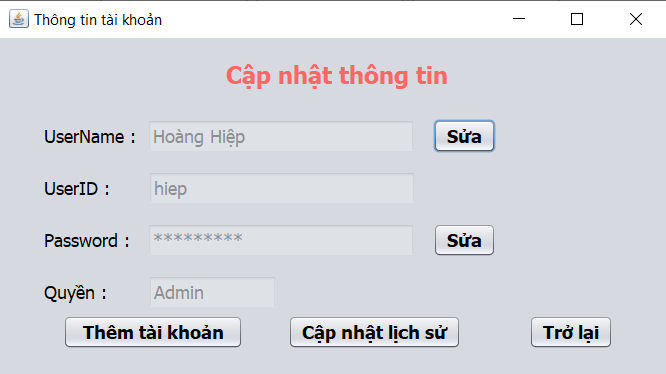 Thông tin tài khoản
Cập nhật thông tin
UserName : Hoàng Hiệp Sửa
UserID : hiep
Password : ********* Sửa
Quyền : Admin
Thêm tài khoản Cập nhật lịch sử Trở lại